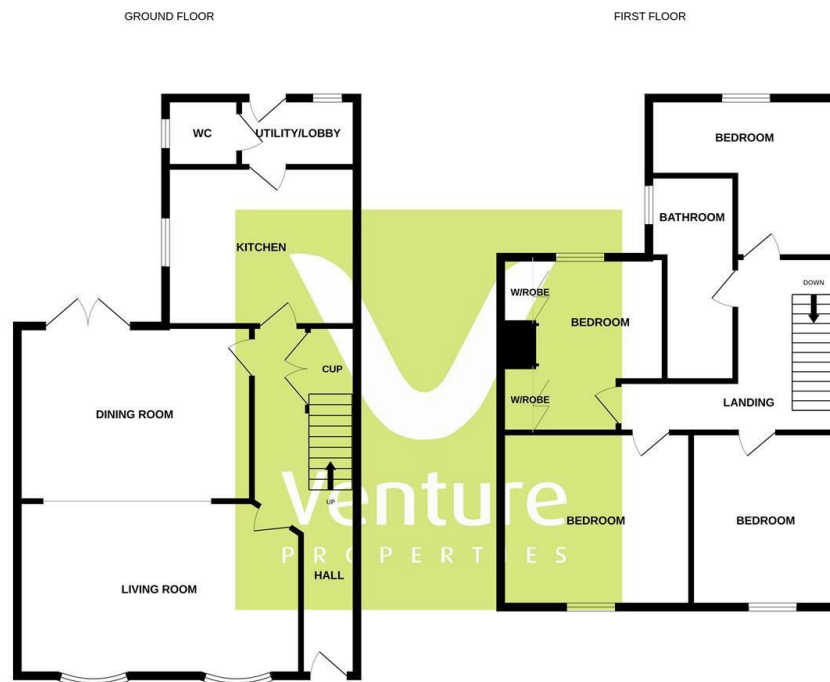 GROUND FLOOR
WC
UTILITY/LOBBY
KITCHEN
CUP
DINING ROOM
UP
LIVING ROOM
HALL
FIRST FLOOR
BEDROOM
BATHROOM
DOWN
W/ROBE
BEDROOM
W/ROBE
LANDING
BEDROOM
BEDROOM
Venture
PROPERTIES